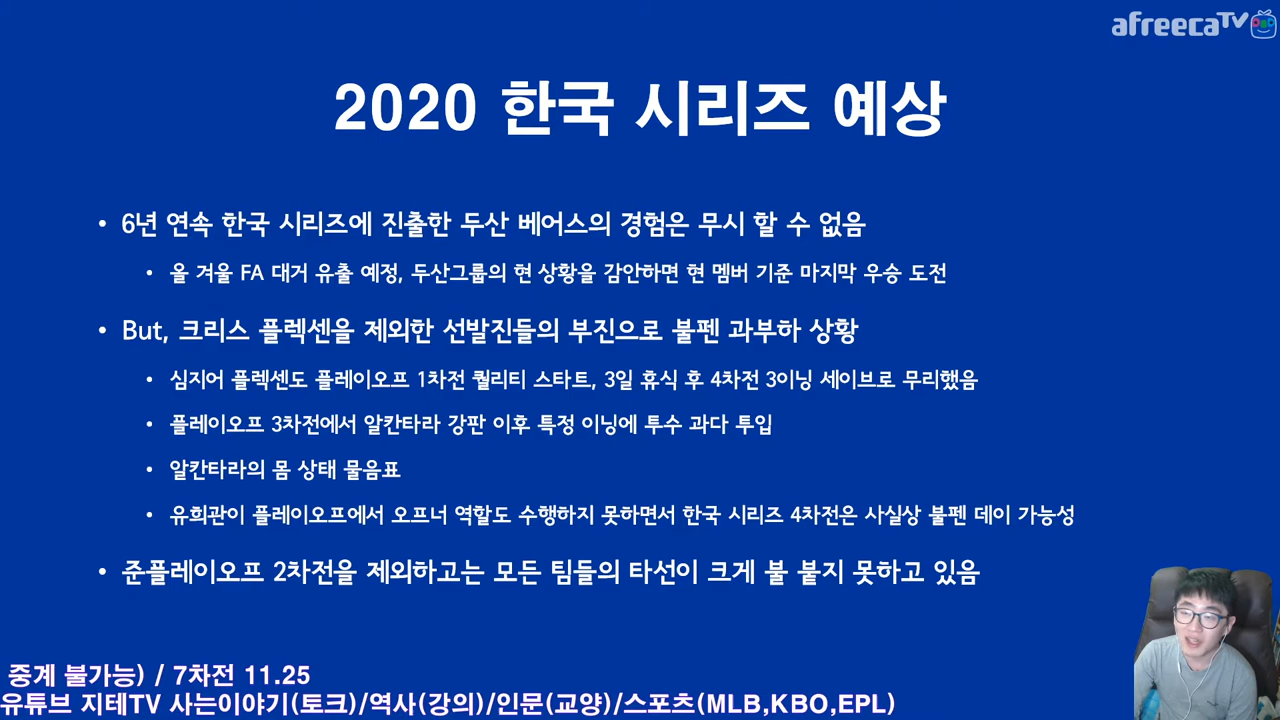 afreecaTV
2020 한국 시리즈 예상
• 6년 연속 한국 시리즈에 진출한 두산 베어스의 경험은 무시 할 수 없음
• 올 겨울 FA 대거 유출 예정, 두산그룹의 현 상황을 감안하면 현 멤버 기준 마지막 우승 도전
• But, 크리스 플렉센을 제외한 선발진들의 부진으로 불펜 과부하 상황
• 심지어 플렉센도 플레이오프 1차전 퀄리티 스타트, 3일 휴식 후 4차전 3이닝 세이브로 무리했음
• 플레이오프 3차전에서 알칸타라 강판 이후 특정 이닝에 투수 과다 투입
• 알칸타라의 몸 상태 물음표
• 유희관이 플레이오프에서 오프너 역할도 수행하지 못하면서 한국 시리즈 4차전은 사실상 불펜 데이 가능성
• 준플레이오프 2차전을 제외하고는 모든 팀들의 타선이 크게 불 붙지 못하고 있음
중계 불가능) / 7차전 11.25
유튜브 지테TV 사는이야기(토크)/역사(강의)/인문(교양)/스포츠(MLB,KBO,EPL)